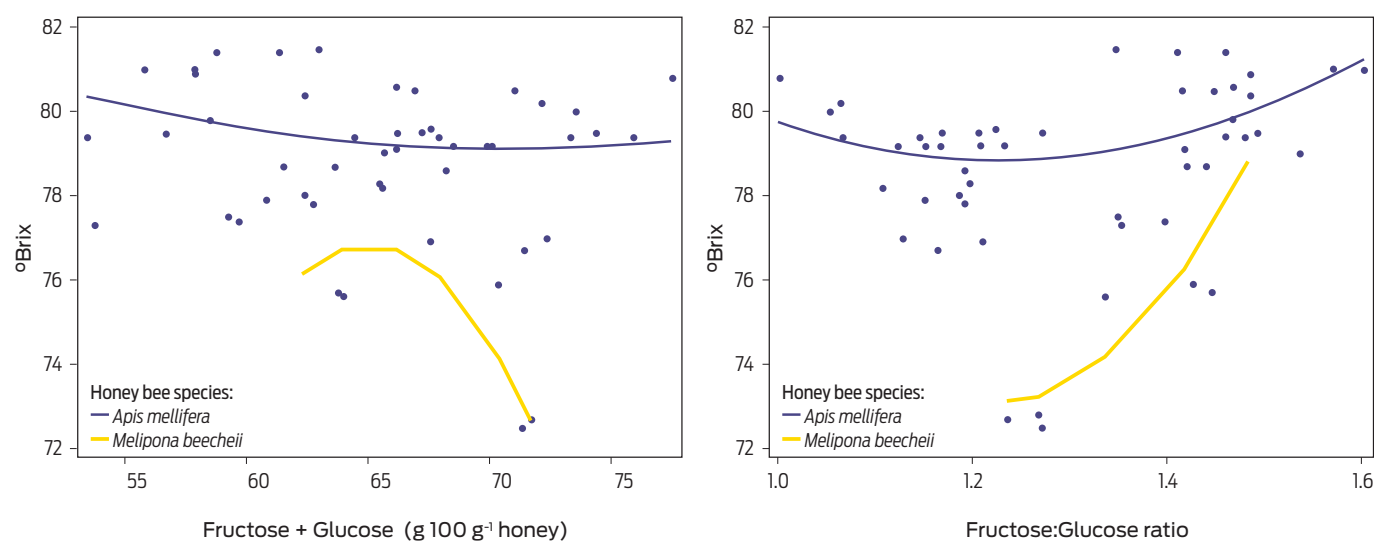 82
80
78
76
74
72
ºBrix
Honey bee species:
Apis mellifera
Melipona beecheii
55
60
65
70
75
Fructose + Glucose (g 100 g⁻¹ honey)
82
80
78
76
74
72
ºBrix
Honey bee species:
Apis mellifera
Melipona beecheii
1.0
1.2
1.4
1.6
Fructose:Glucose ratio